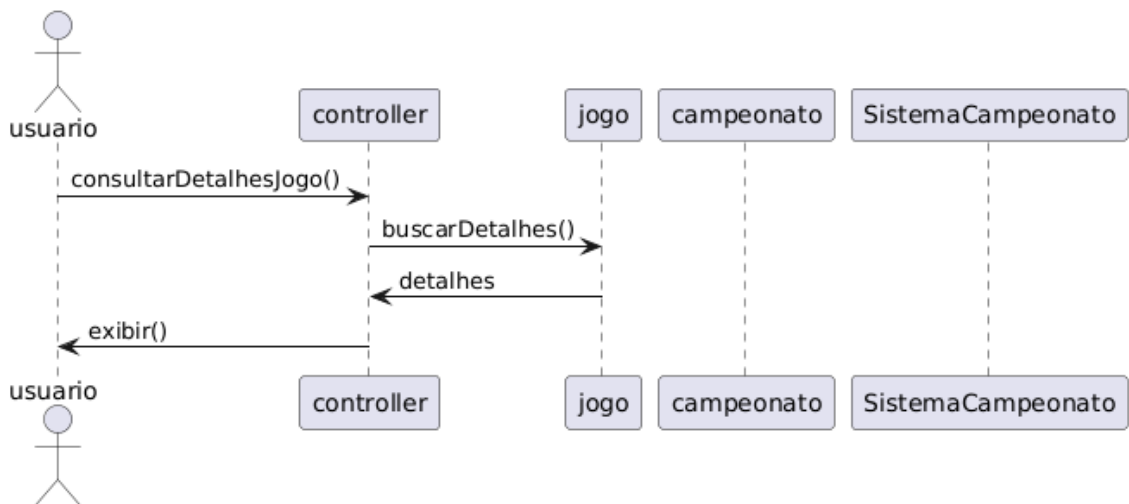 usuario
controller
jogo
campeonato
SistemaCampeonato
consultarDetalhesJogo()
buscarDetalhes()
detalhes
exibir()
usuario
controller
jogo
campeonato
SistemaCampeonato